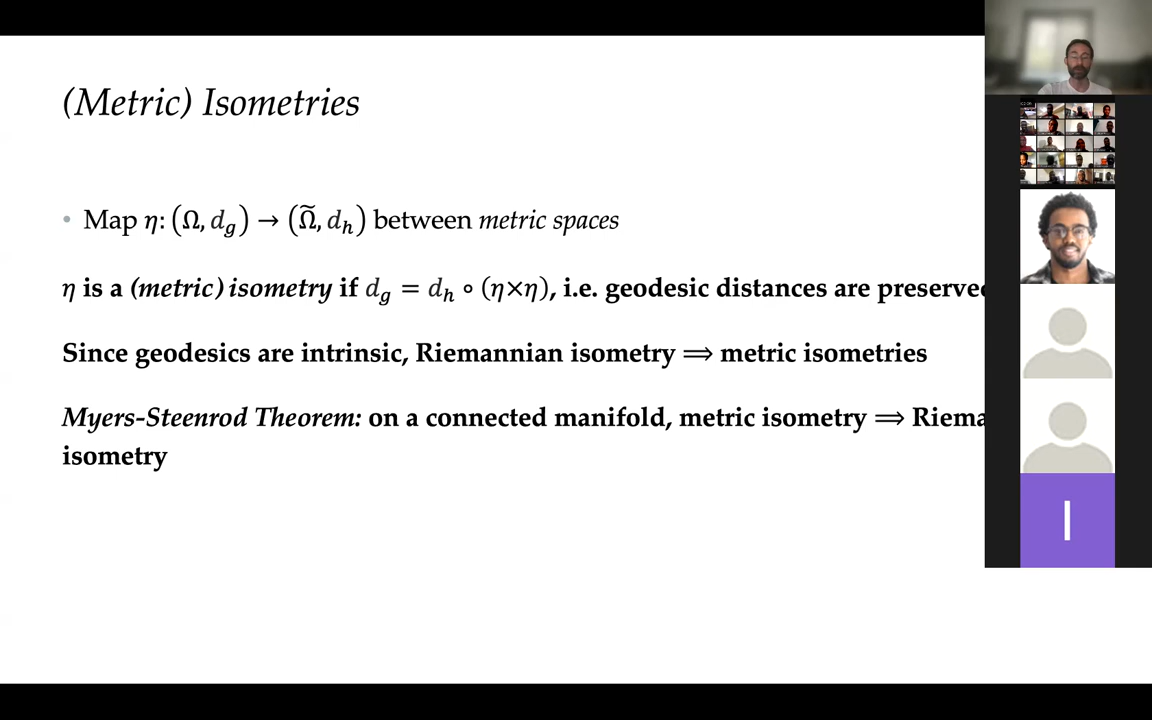 (Metric) Isometries
• Map η: (Ω, d_g) → (Ω̃, d_h) between metric spaces
η is a (metric) isometry if d_g = d_h ∘ (η×η), i.e. geodesic distances are preserved
Since geodesics are intrinsic, Riemannian isometry ⟹ metric isometries
Myers-Steenrod Theorem: on a connected manifold, metric isometry ⟹ Riema
isometry
I